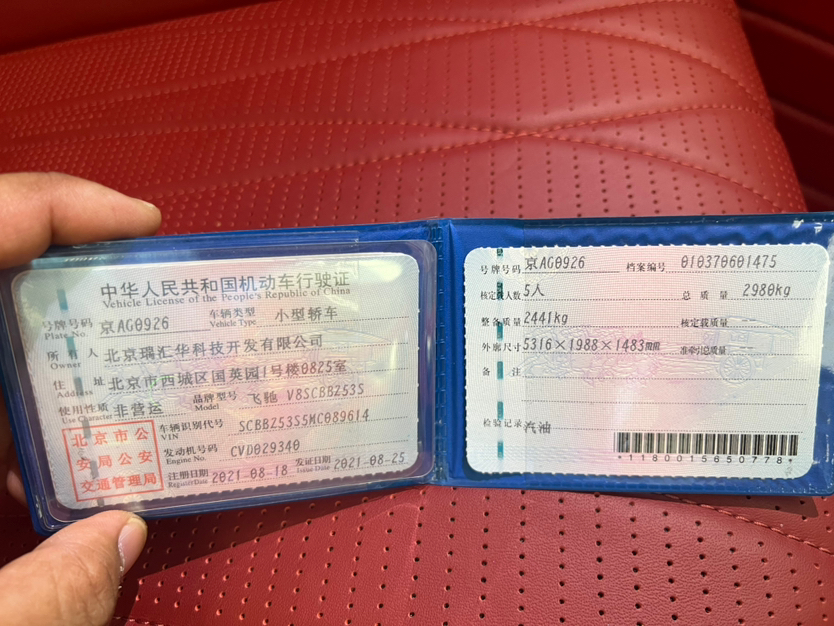 中华人民共和国机动车行驶证
Vehicle License of the People's Republic of China
号牌号码 Plate No. 京AG0926 车辆类型 Vehicle Type 小型轿车
所有人 Owner 北京瑞汇华科技开发有限公司
住址 Address 北京市西城区国英园1号楼0825室
使用性质 Use Character 非营运 品牌型号 Model 飞驰 V8SCBBZ53S
车辆识别代号 VIN SCBBZ53S5MC089614
发动机号码 Engine No. CVD029340
注册日期 Register Date 2021-08-18 发证日期 Issue Date 2021-08-25
北京市公
安局公安
交通管理局
号牌号码 京AG0926 档案编号 010370601475
核定载人数 5人 总质量 2980kg
整备质量 2441kg 核定载质量
外廓尺寸 5316×1988×1483mm 准牵引总质量
备注
检验记录 汽油
*1180015650778*